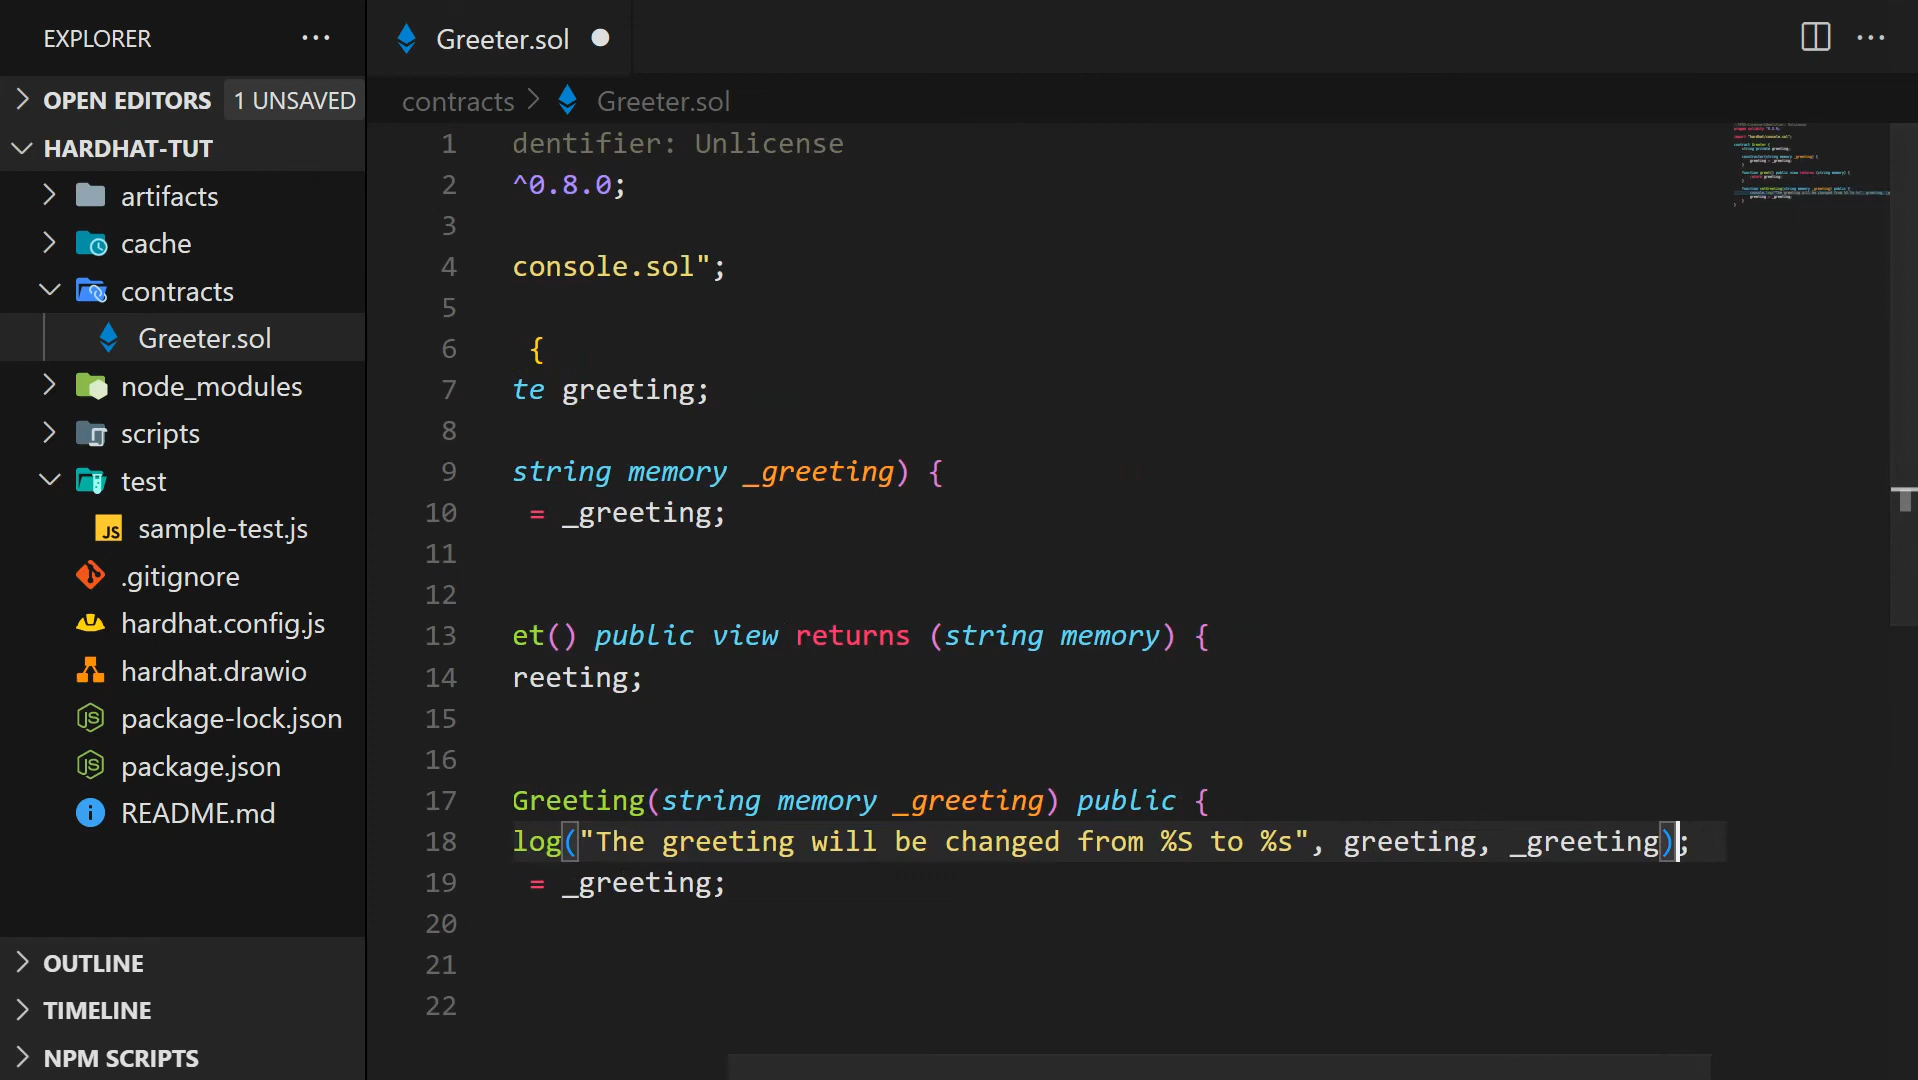 EXPLORER
OPEN EDITORS 1 UNSAVED
HARDHAT-TUT
artifacts
cache
contracts
Greeter.sol
node_modules
scripts
test
sample-test.js
.gitignore
hardhat.config.js
hardhat.drawio
package-lock.json
package.json
README.md
OUTLINE
TIMELINE
NPM SCRIPTS
Greeter.sol
contracts > Greeter.sol
1 dentifier: Unlicense
2 ^0.8.0;
3
4 console.sol";
5
6 {
7 te greeting;
8
9 string memory _greeting) {
10 = _greeting;
11
12
13 et() public view returns (string memory) {
14 reeting;
15
16
17 Greeting(string memory _greeting) public {
18 log("The greeting will be changed from %S to %s", greeting, _greeting);
19 = _greeting;
20
21
22